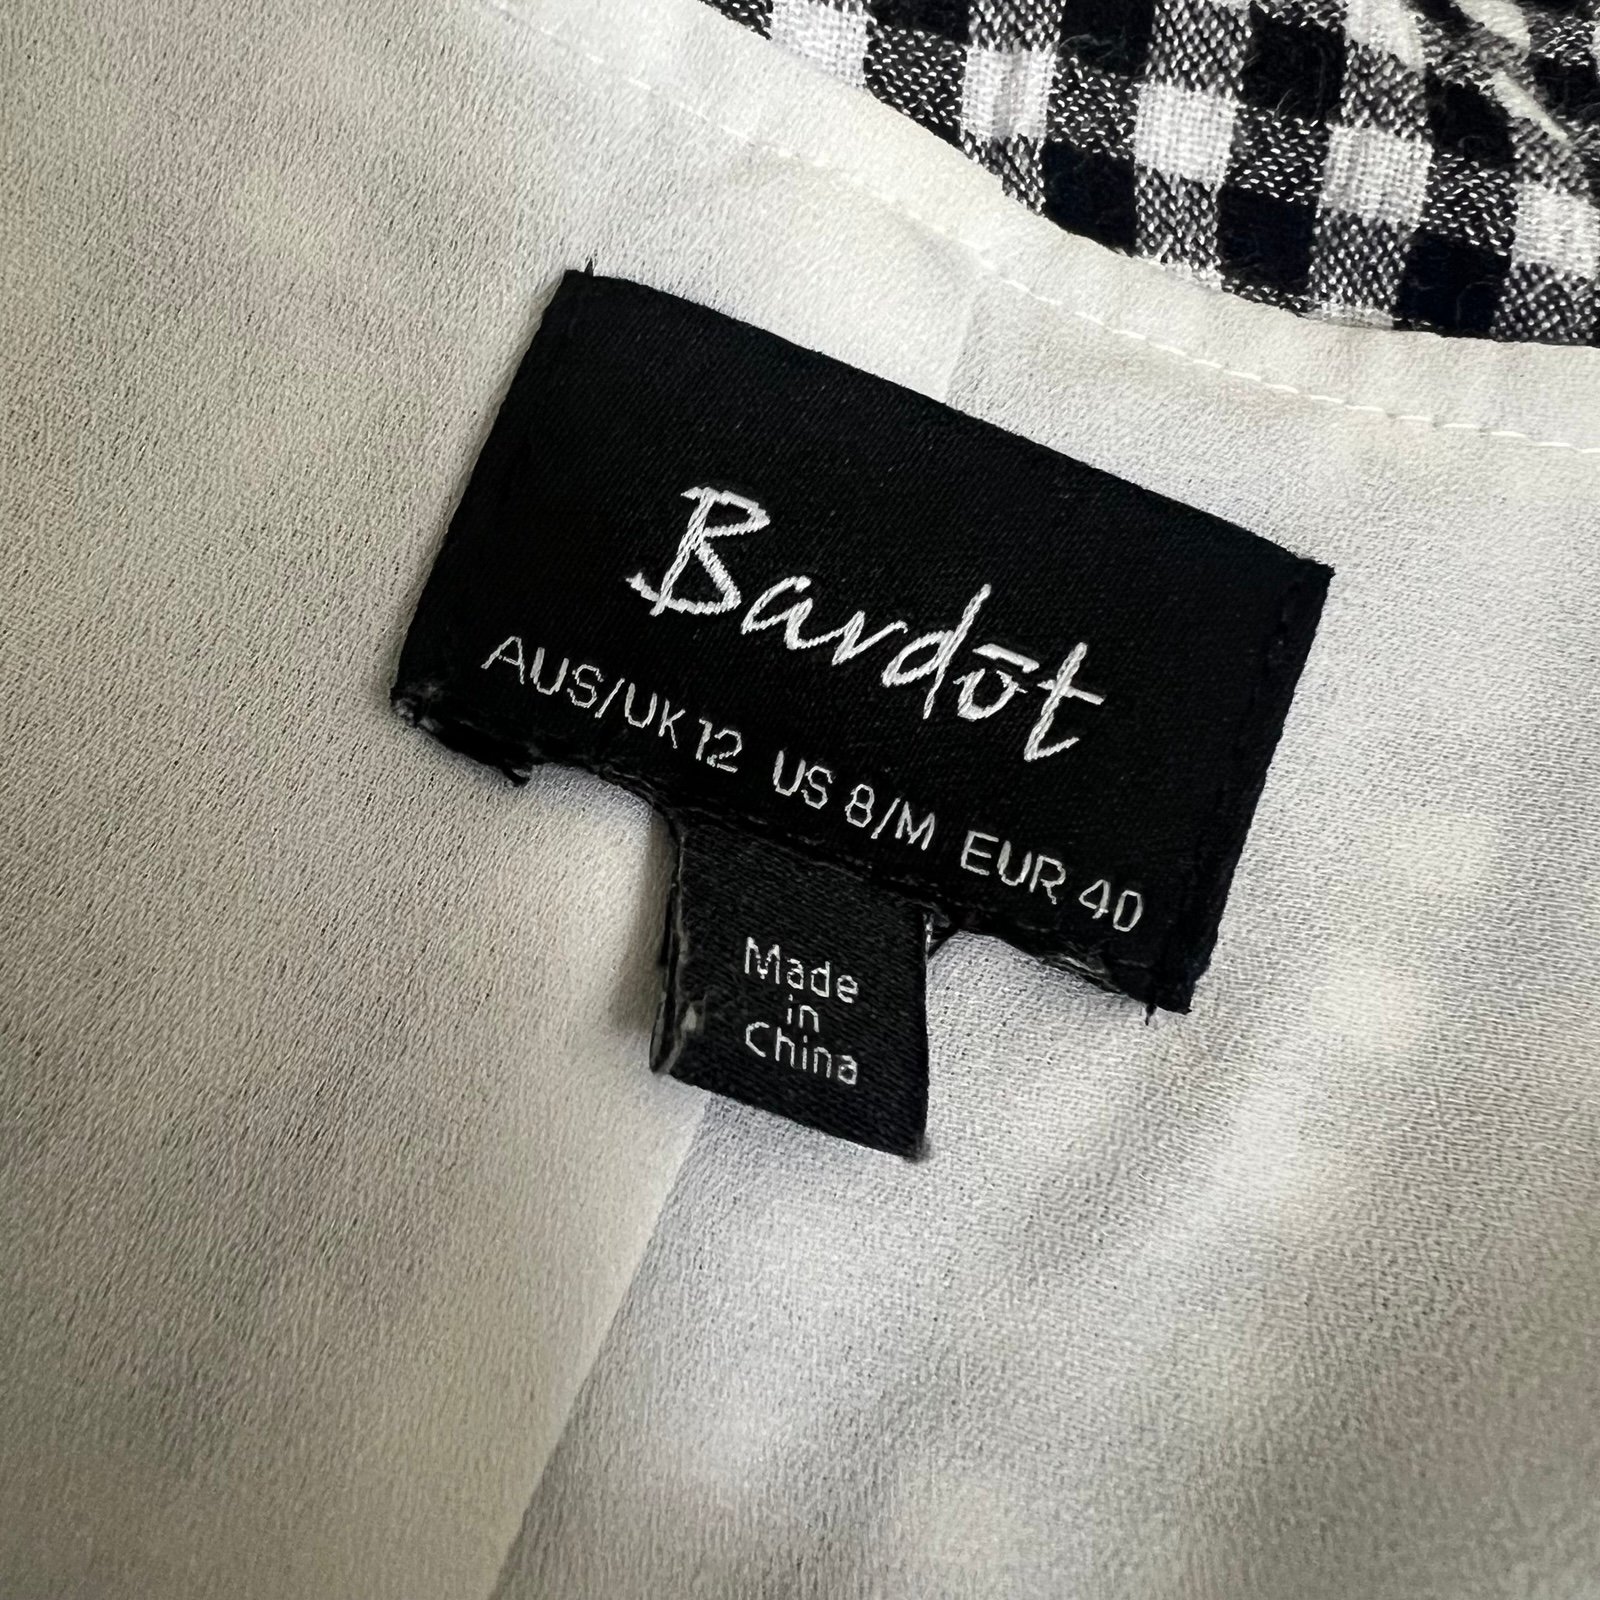 Bardōt
AUS/UK 12 US 8/M EUR 40
Made
in
China